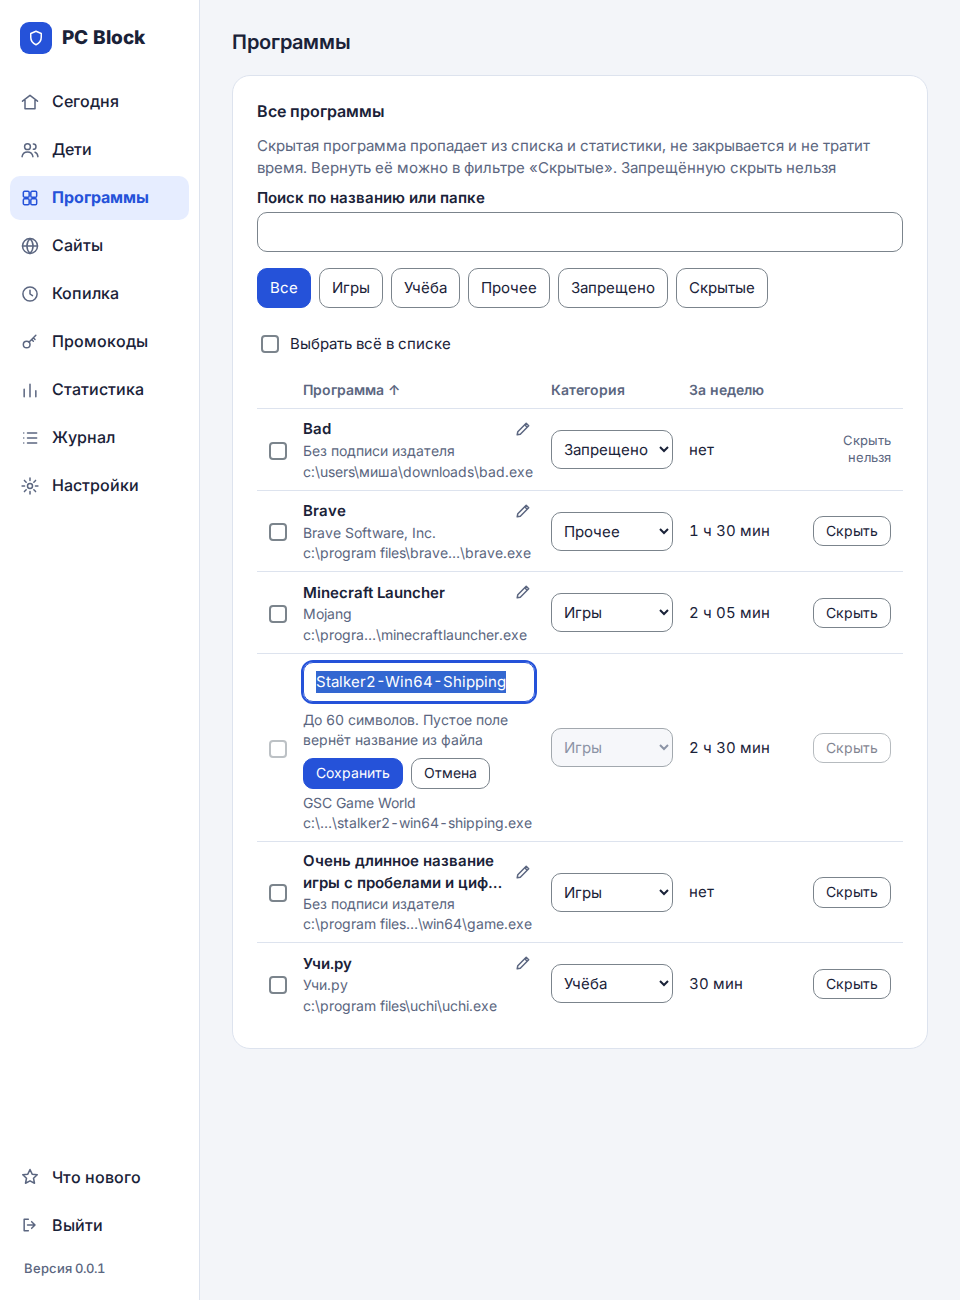 PC Block
Сегодня
Дети
Программы
Сайты
Копилка
Промокоды
Статистика
Журнал
Настройки
Что нового
Выйти
Версия 0.0.1
Программы
Все программы
Скрытая программа пропадает из списка и статистики, не закрывается и не тратит
время. Вернуть её можно в фильтре «Скрытые». Запрещённую скрыть нельзя
Поиск по названию или папке
Все Игры Учёба Прочее Запрещено Скрытые
Выбрать всё в списке
Программа ↑ Категория За неделю
Bad
Без подписи издателя
c:\users\миша\downloads\bad.exe
Запрещено
нет
Скрыть
нельзя
Brave
Brave Software, Inc.
c:\program files\brave...\brave.exe
Прочее
1 ч 30 мин
Скрыть
Minecraft Launcher
Mojang
c:\progra...\minecraftlauncher.exe
Игры
2 ч 05 мин
Скрыть
Stalker2-Win64-Shipping
До 60 символов. Пустое поле
вернёт название из файла
Сохранить Отмена
GSC Game World
c:\...\stalker2-win64-shipping.exe
Игры
2 ч 30 мин
Скрыть
Очень длинное название
игры с пробелами и циф...
Без подписи издателя
c:\program files...\win64\game.exe
Игры
нет
Скрыть
Учи.ру
Учи.ру
c:\program files\uchi\uchi.exe
Учёба
30 мин
Скрыть